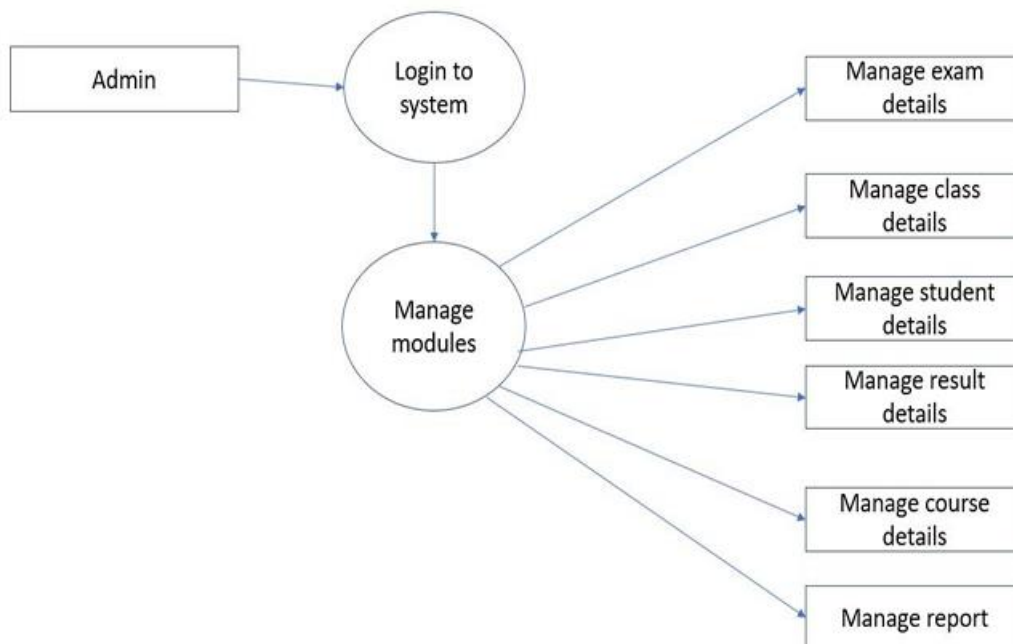 Admin
Login to
system
Manage
modules
Manage exam
details
Manage class
details
Manage student
details
Manage result
details
Manage course
details
Manage report